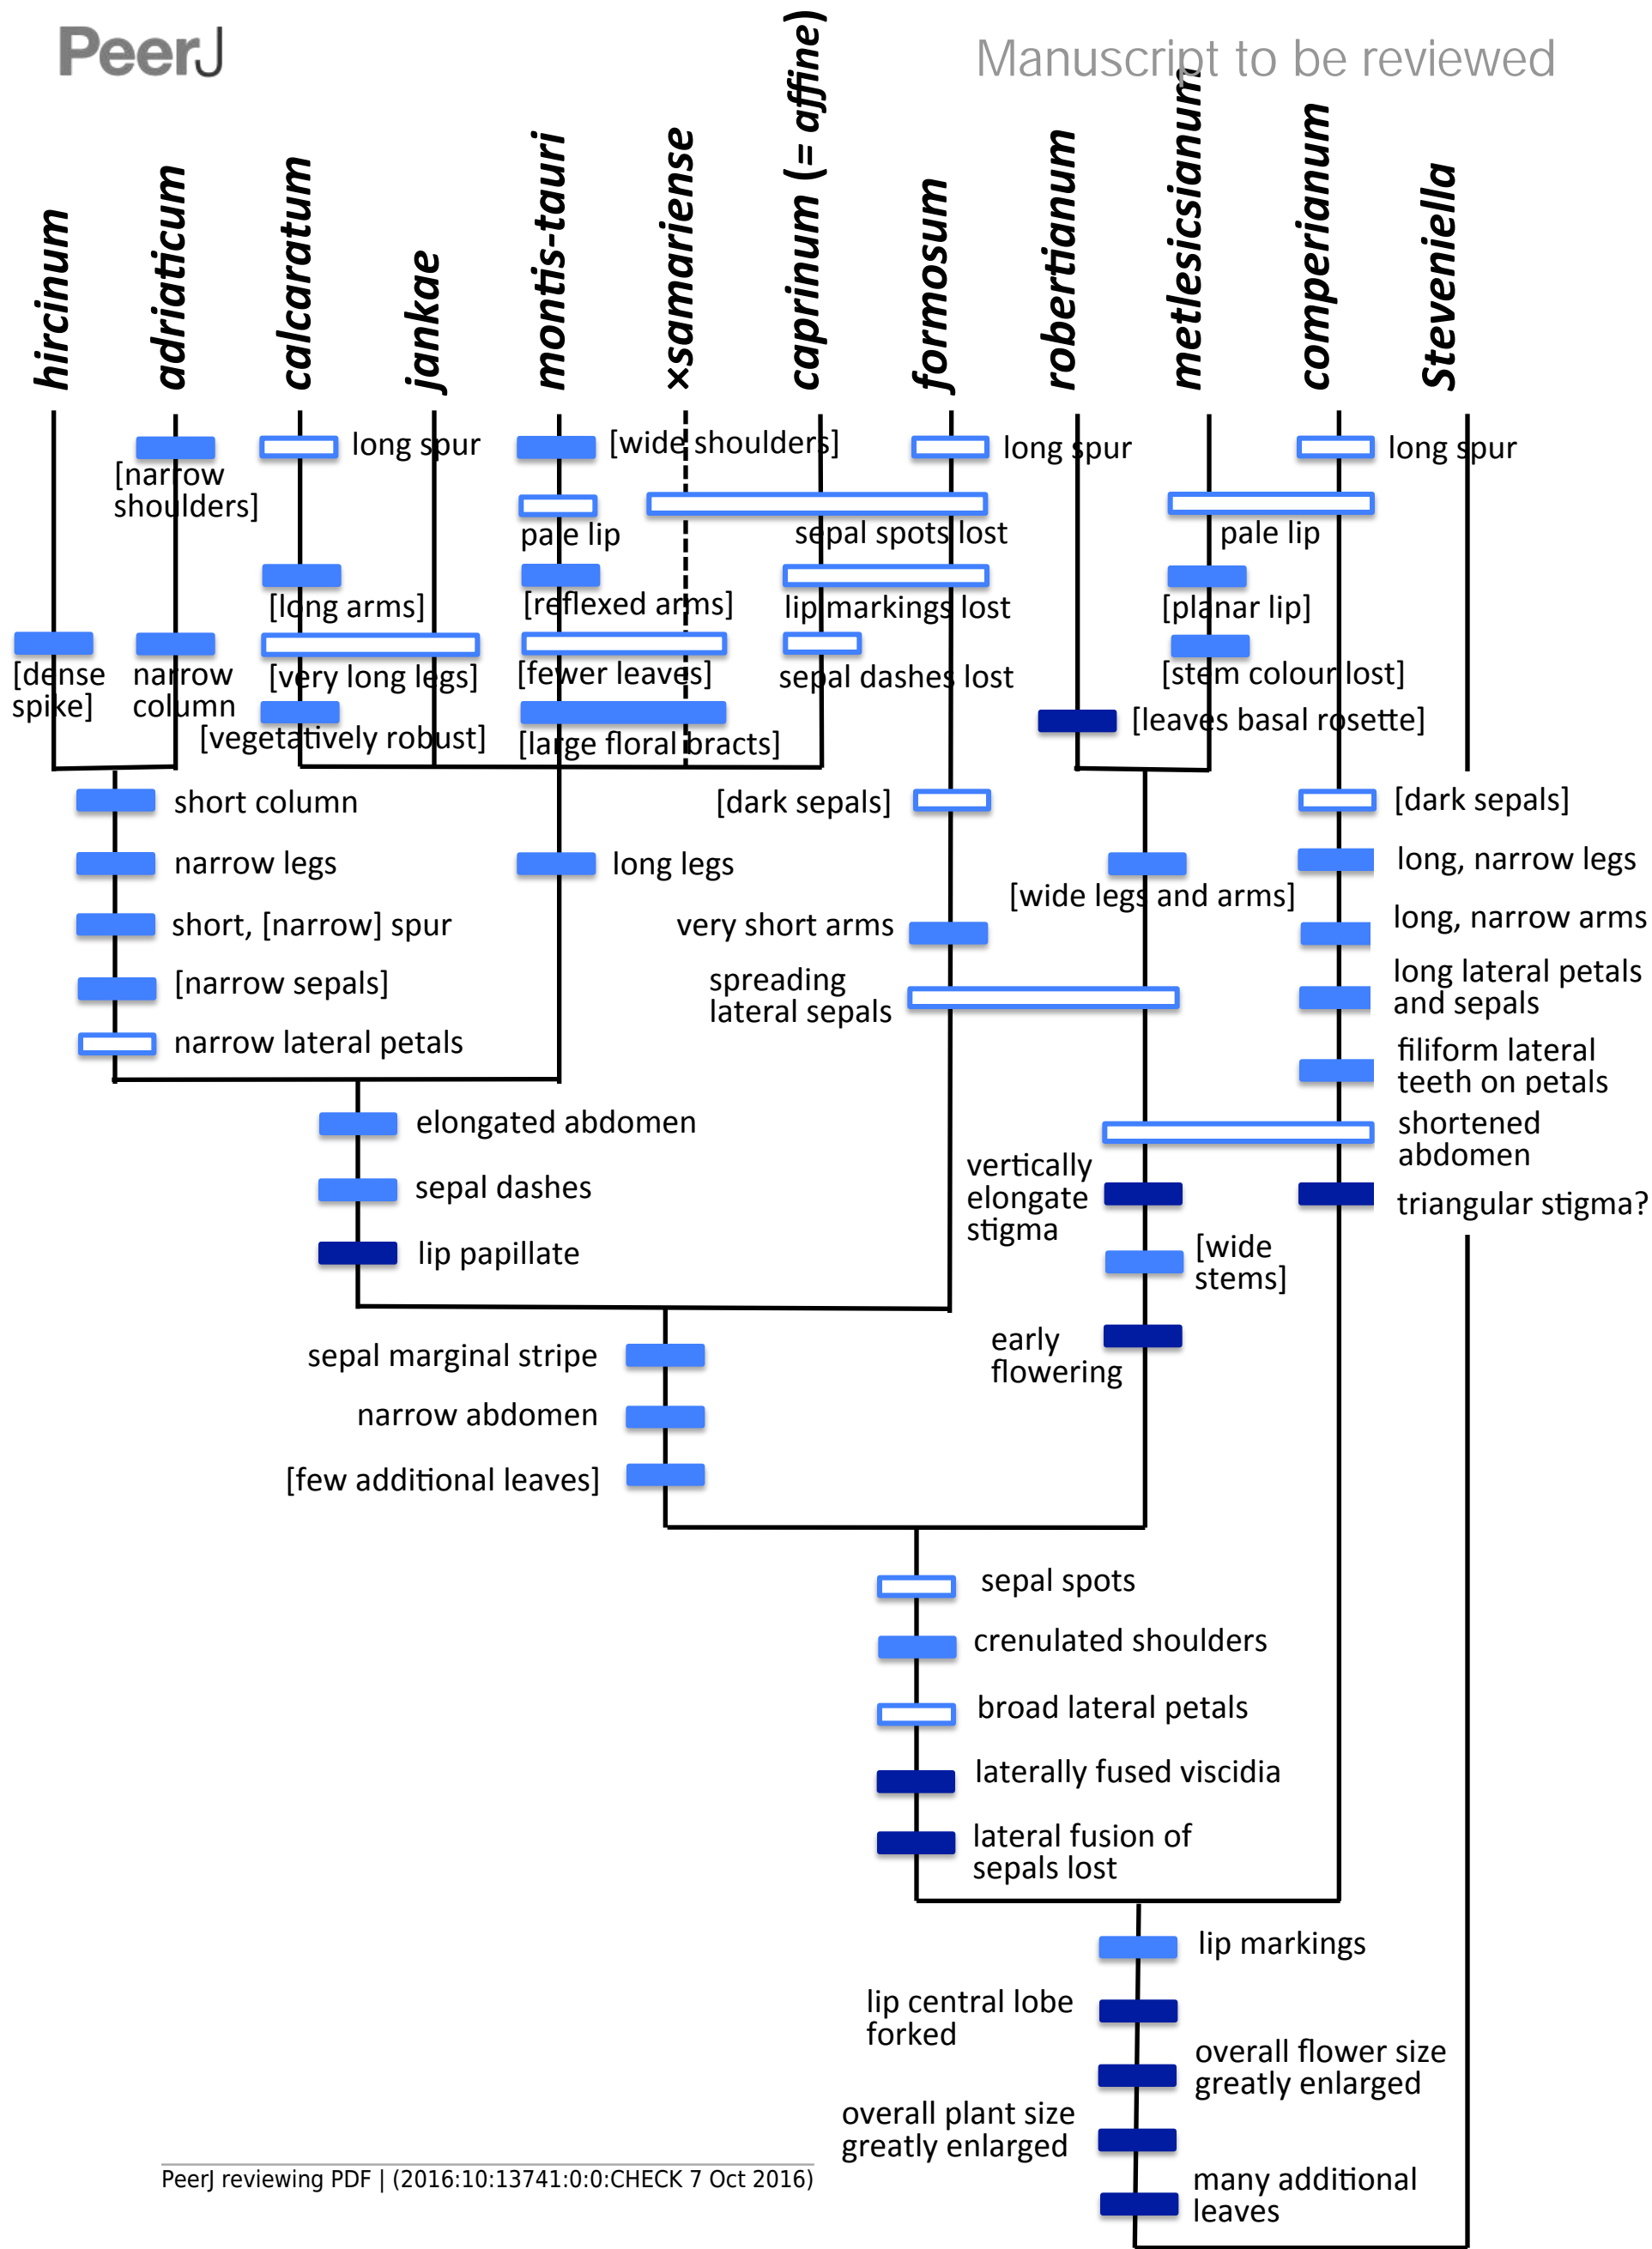 PeerJ
Manuscript to be reviewed
hircinum
adriaticum
calcaratum
jankae
montis-tauri
×samariense
caprinum (= affine)
formosum
robertianum
metlesicsianum
comperianum
Steveniella
long spur
[wide shoulders]
long spur
long spur
[narrow
shoulders]
pale lip
sepal spots lost
pale lip
[long arms]
[reflexed arms]
lip markings lost
[planar lip]
[dense
spike]
narrow
column
[very long legs]
[fewer leaves]
sepal dashes lost
[stem colour lost]
[vegetatively robust]
[large floral bracts]
[leaves basal rosette]
short column
[dark sepals]
[dark sepals]
narrow legs
long legs
[wide legs and arms]
long, narrow legs
short, [narrow] spur
very short arms
long, narrow arms
[narrow sepals]
spreading
lateral sepals
long lateral petals
and sepals
narrow lateral petals
filiform lateral
teeth on petals
elongated abdomen
shortened
abdomen
sepal dashes
vertically
elongate
stigma
triangular stigma?
lip papillate
[wide
stems]
sepal marginal stripe
early
flowering
narrow abdomen
[few additional leaves]
sepal spots
crenulated shoulders
broad lateral petals
laterally fused viscidia
lateral fusion of
sepals lost
lip markings
lip central lobe
forked
overall flower size
greatly enlarged
overall plant size
greatly enlarged
many additional
leaves
PeerJ reviewing PDF | (2016:10:13741:0:0:CHECK 7 Oct 2016)